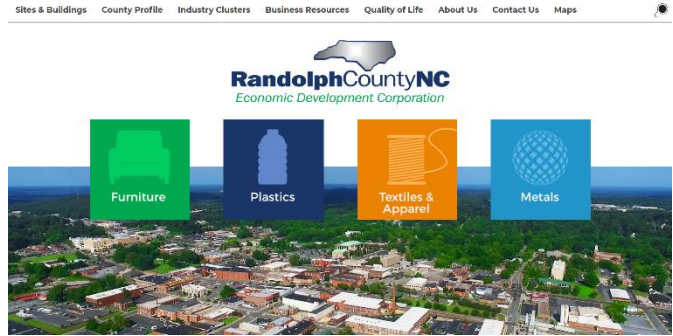 Sites & Buildings County Profile Industry Clusters Business Resources Quality of Life About Us Contact Us Maps
RandolphCountyNC
Economic Development Corporation
Furniture Plastics Textiles & Metals
Apparel